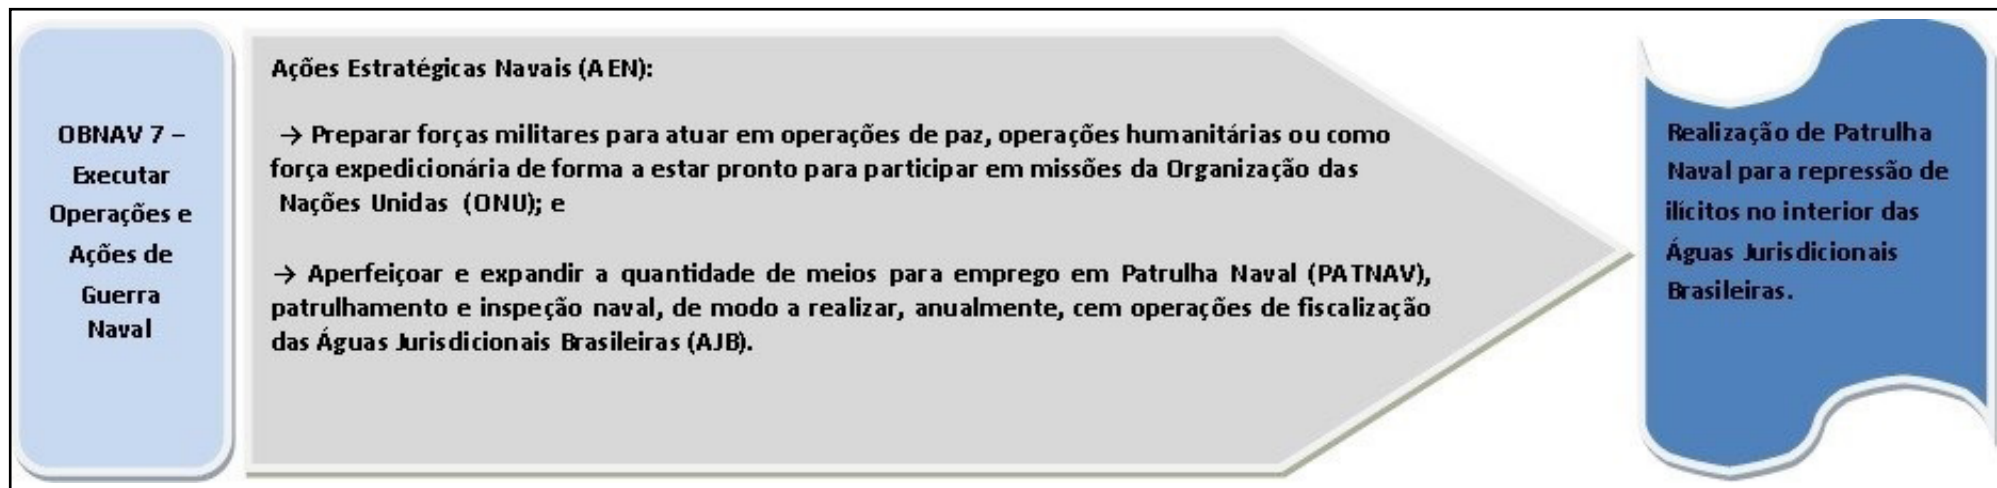 OBNAV 7 –
Executar
Operações e
Ações de
Guerra
Naval
Ações Estratégicas Navais (AEN):
→ Preparar forças militares para atuar em operações de paz, operações humanitárias ou como
força expedicionária de forma a estar pronto para participar em missões da Organização das
Nações Unidas (ONU); e
→ Aperfeiçoar e expandir a quantidade de meios para emprego em Patrulha Naval (PATNAV),
patrulhamento e inspeção naval, de modo a realizar, anualmente, cem operações de fiscalização
das Águas Jurisdicionais Brasileiras (AJB).
Realização de Patrulha
Naval para repressão de
ilícitos no interior das
Águas Jurisdicionais
Brasileiras.